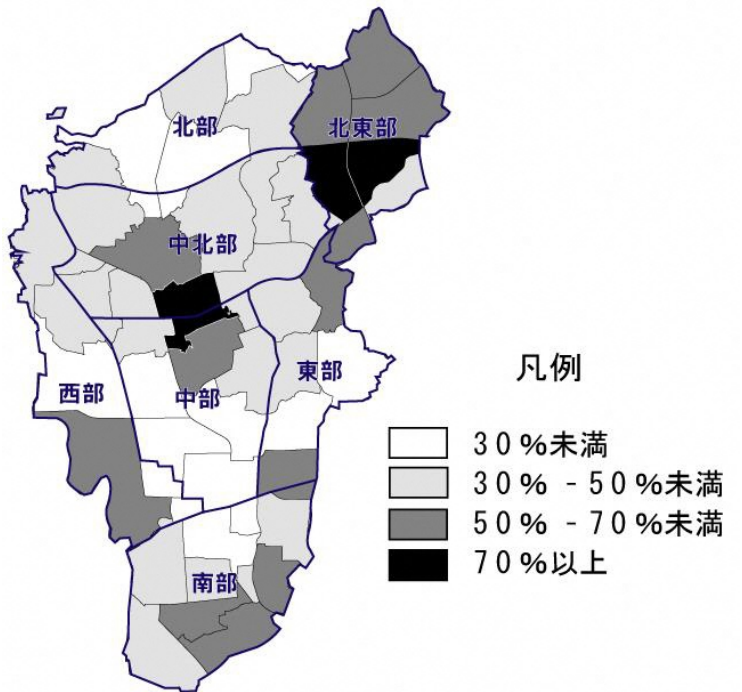 北部
北東部
中北部
西部
中部
東部
南部
凡例
30%未満
30% - 50%未満
50% - 70%未満
70%以上